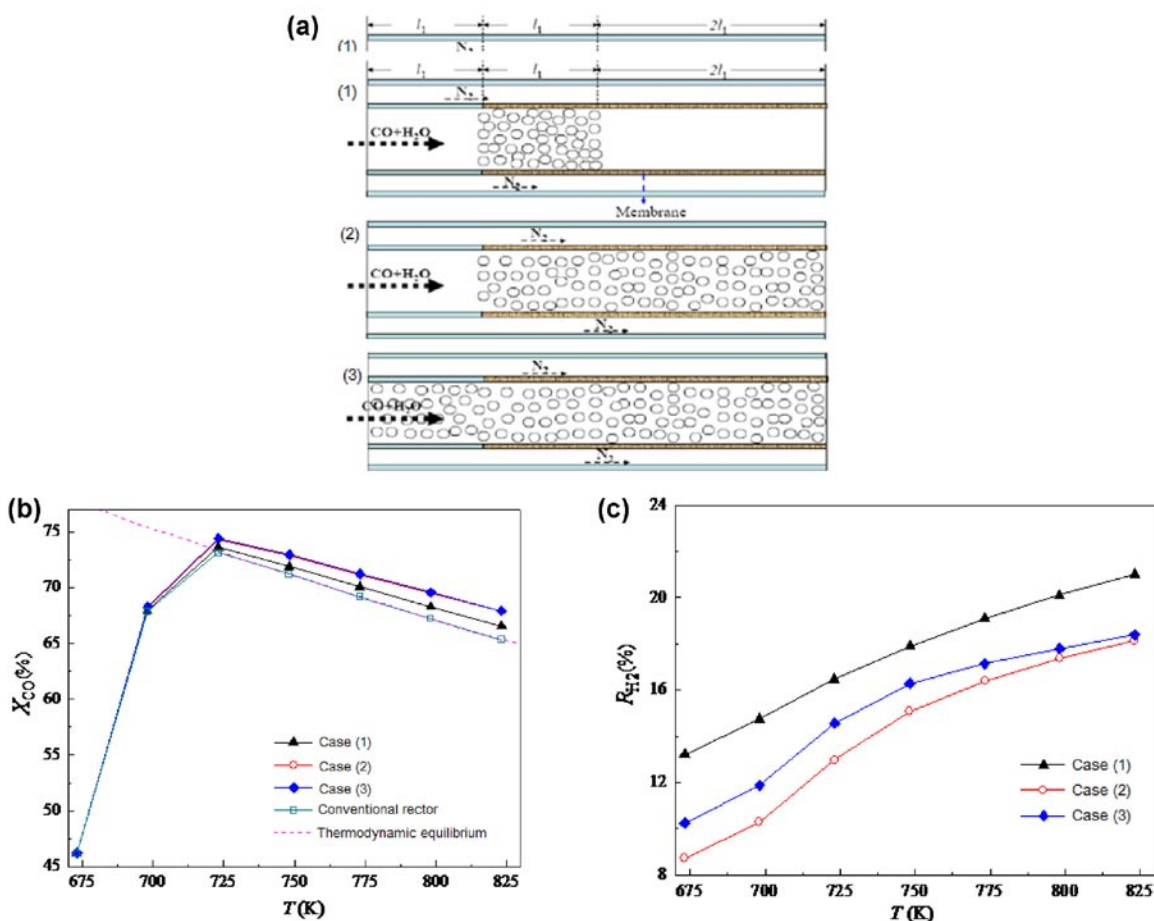 (a)
l₁ l₁ 2l₁
(1) N₂
l₁ l₁ 2l₁
(1) N₂
CO+H₂O
N₂
Membrane
(2) N₂
CO+H₂O
N₂
(3) N₂
CO+H₂O
N₂
(b)
X_CO(%)
75
70
65
60
55
50
45
Case (1)
Case (2)
Case (3)
Conventional rector
Thermodynamic equilibrium
675 700 725 750 775 800 825
T (K)
(c)
R_H2(%)
24
20
16
12
8
Case (1)
Case (2)
Case (3)
675 700 725 750 775 800 825
T (K)